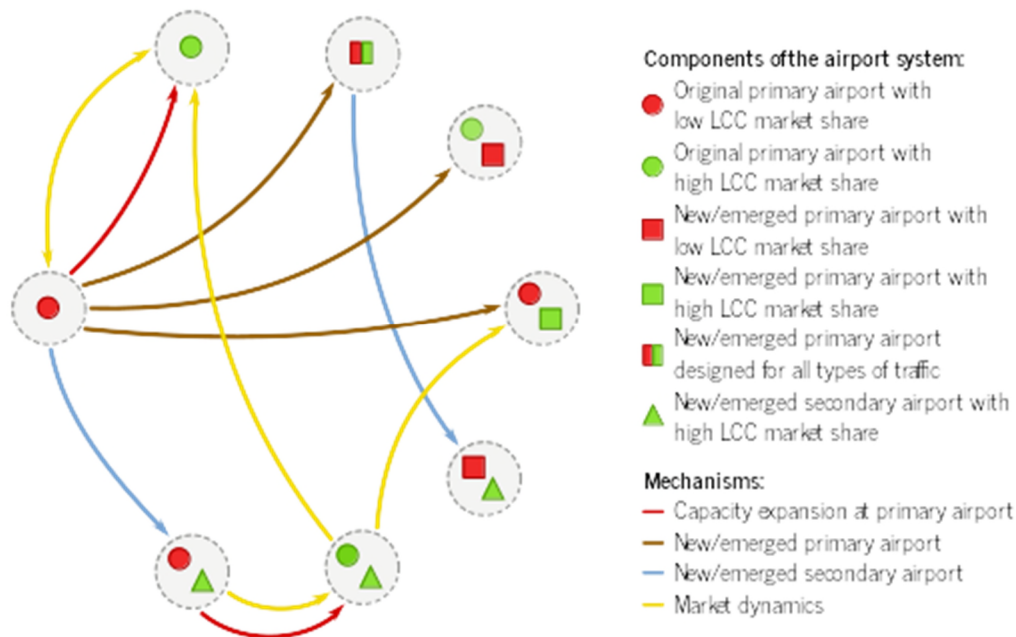 Components ofthe airport system:
Original primary airport with
low LCC market share
Original primary airport with
high LCC market share
New/emerged primary airport with
low LCC market share
New/emerged primary airport with
high LCC market share
New/emerged primary airport
designed for all types of traffic
New/emerged secondary airport with
high LCC market share
Mechanisms:
Capacity expansion at primary airport
New/emerged primary airport
New/emerged secondary airport
Market dynamics